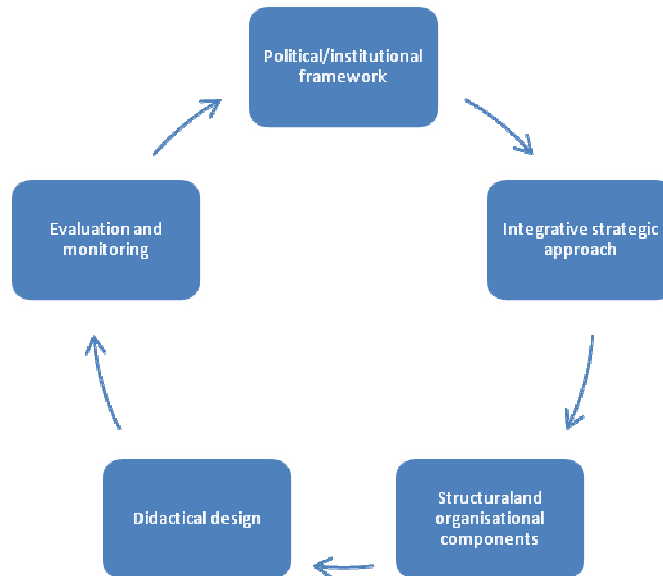 Political/institutional
framework
Integrative strategic
approach
Structuraland
organisational
components
Didactical design
Evaluation and
monitoring